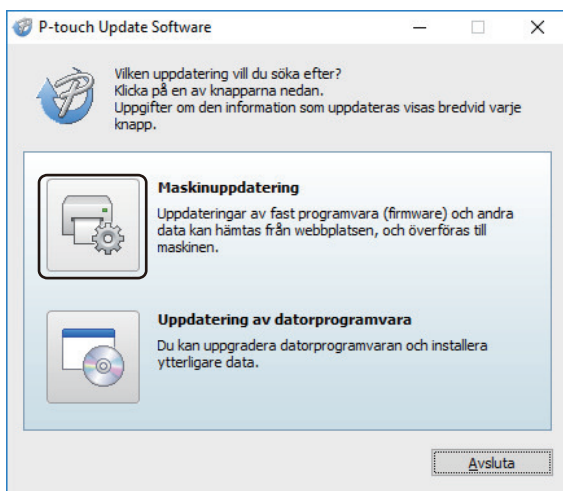 P-touch Update Software
Vilken uppdatering vill du söka efter?
Klicka på en av knapparna nedan.
Uppgifter om den information som uppdateras visas bredvid varje
knapp.
Maskinuppdatering
Uppdateringar av fast programvara (firmware) och andra
data kan hämtas från webbplatsen, och överföras till
maskinen.
Uppdatering av datorprogramvara
Du kan uppgradera datorprogramvaran och installera
ytterligare data.
Avsluta